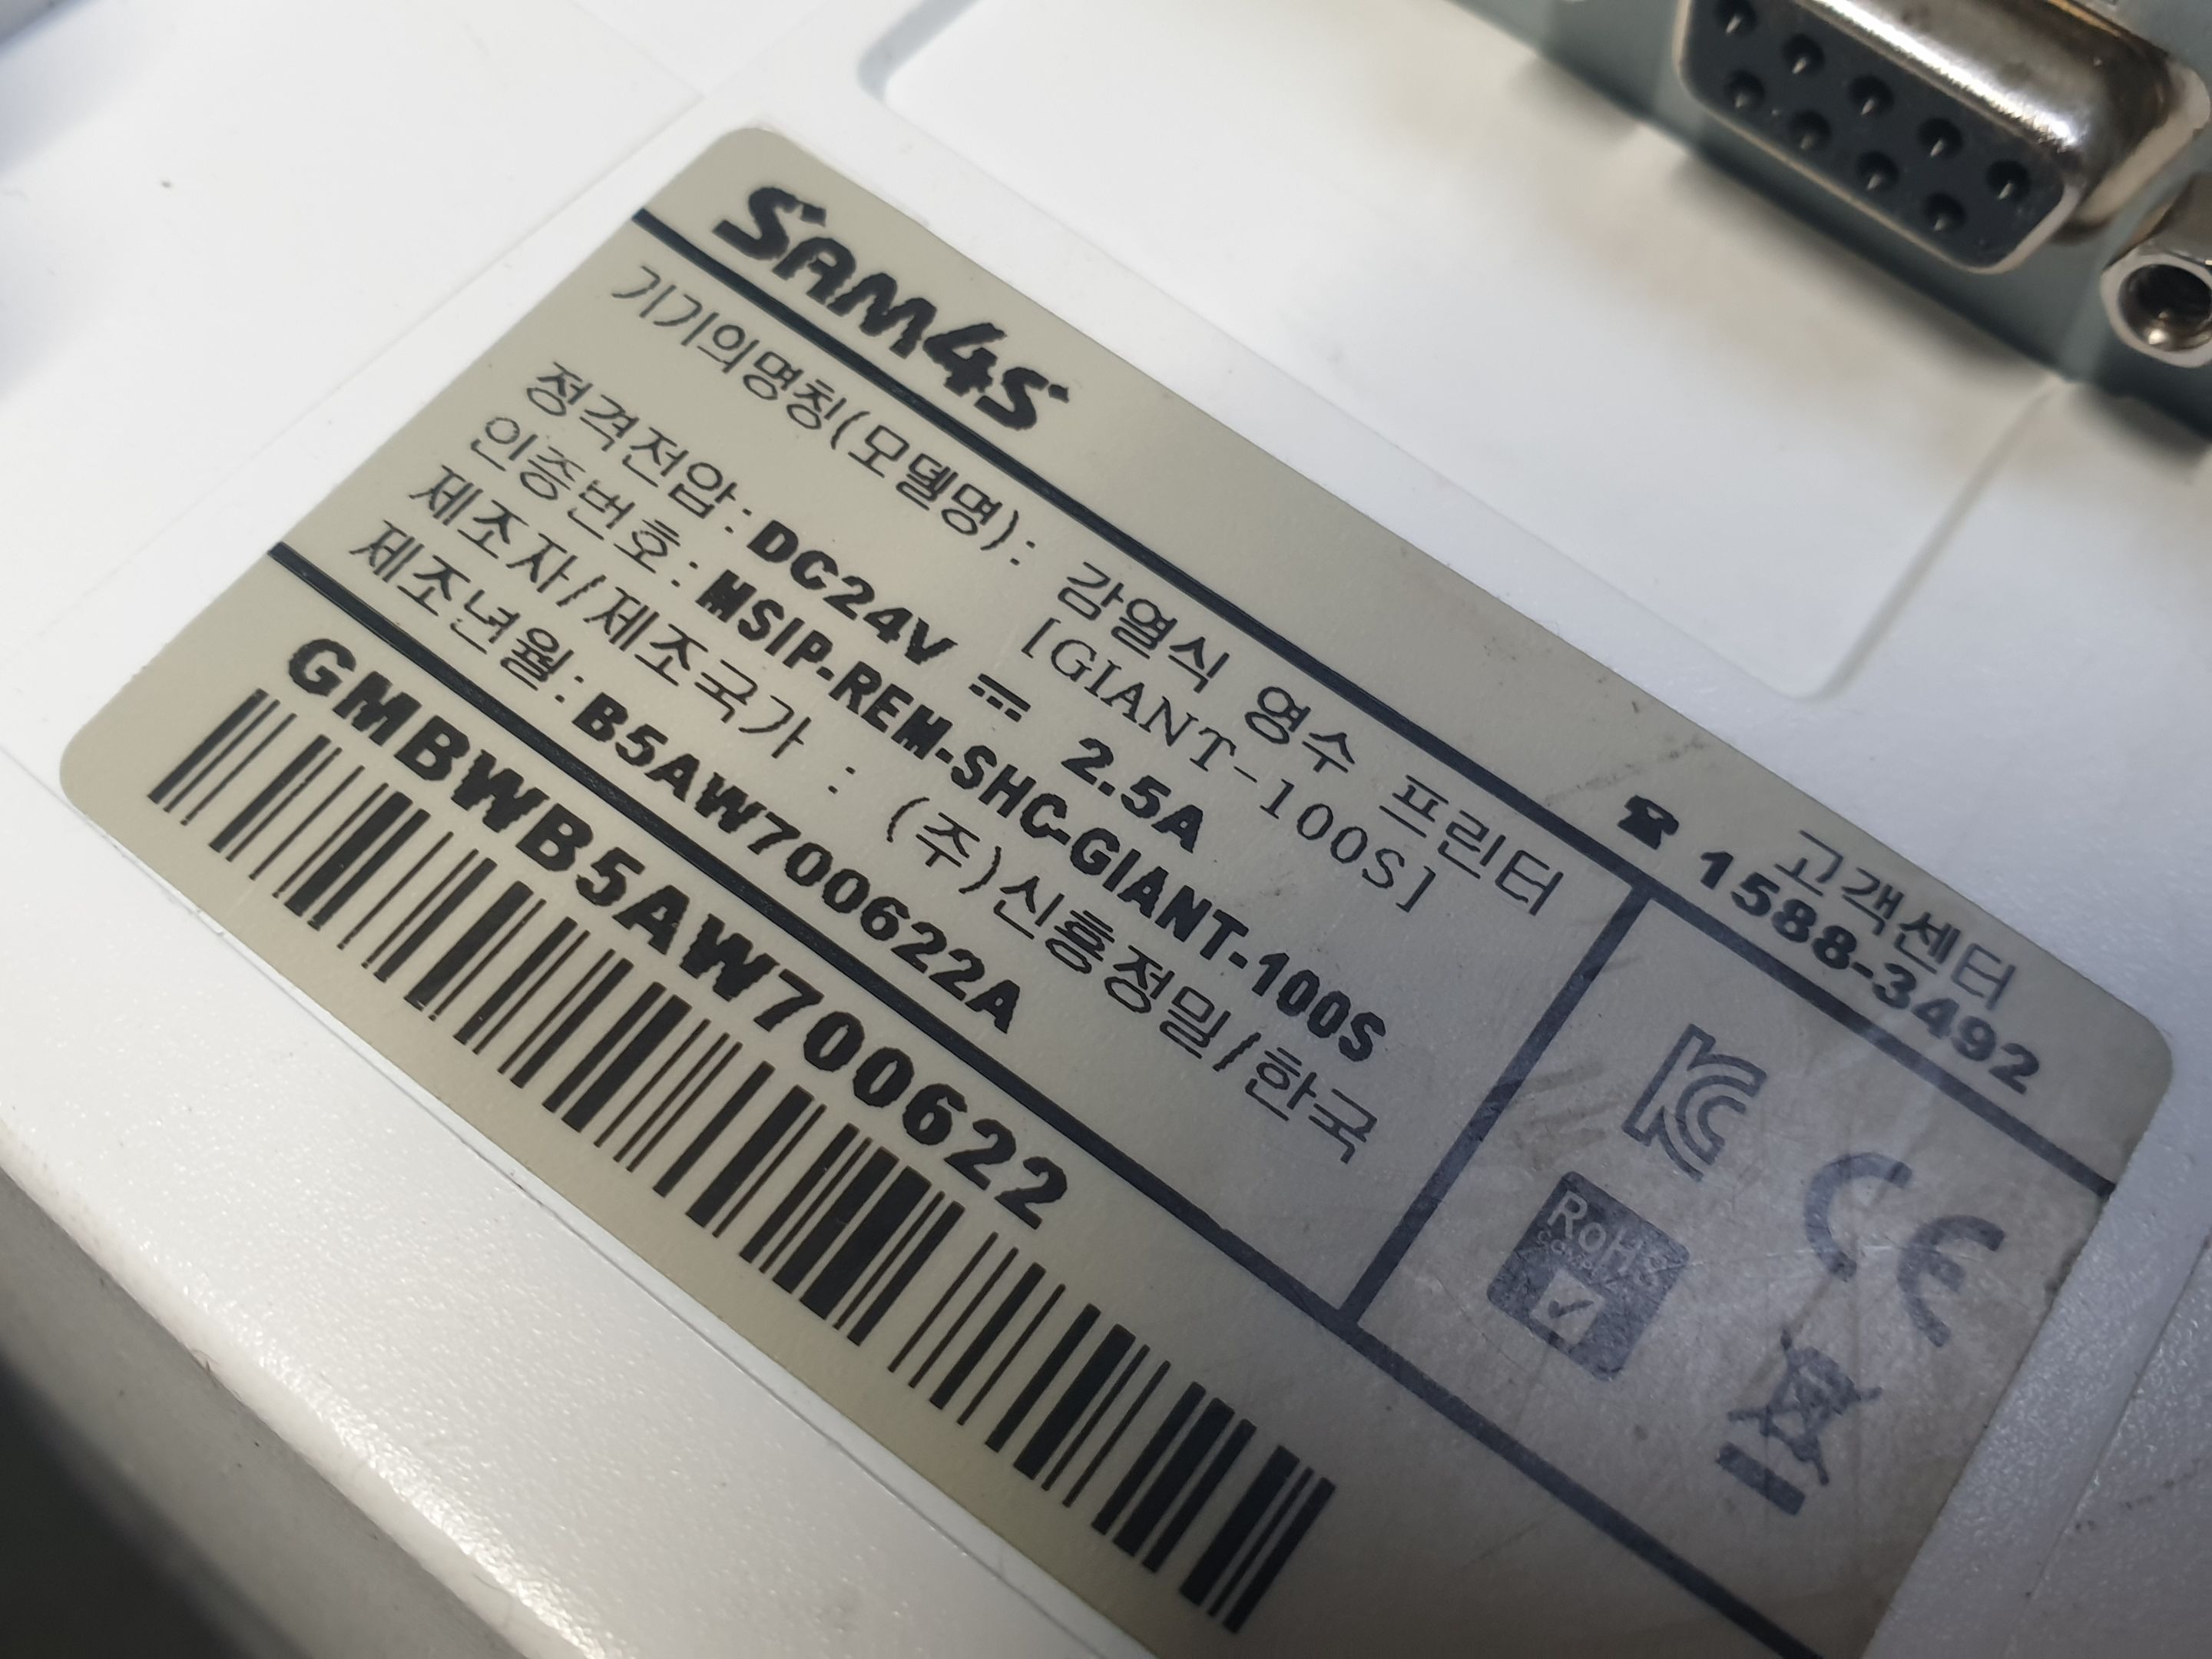 SAM4S
고객센터
☎ 1588-3492
기기의명칭(모델명): 감열식 영수 프린터
[GIANT-100S]
정격전압: DC24V ⎓ 2.5A
인증번호: MSIP-REM-SHC-GIANT-100S
제조자/제조국가 : (주)신흥정밀/한국
제조년월: B5AW700622A
GMBWB5AW700622
KC
CE
RoHS